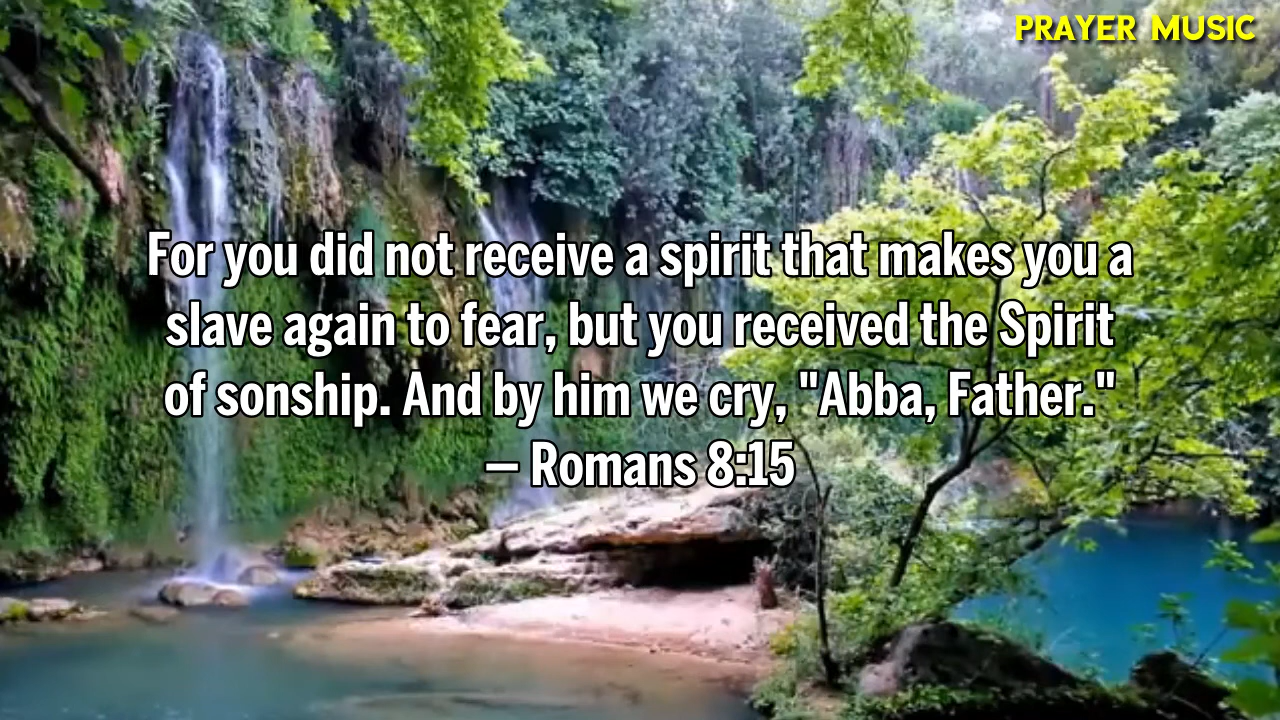 PRAYER MUSIC
For you did not receive a spirit that makes you a
slave again to fear, but you received the Spirit
of sonship. And by him we cry, "Abba, Father."
— Romans 8:15